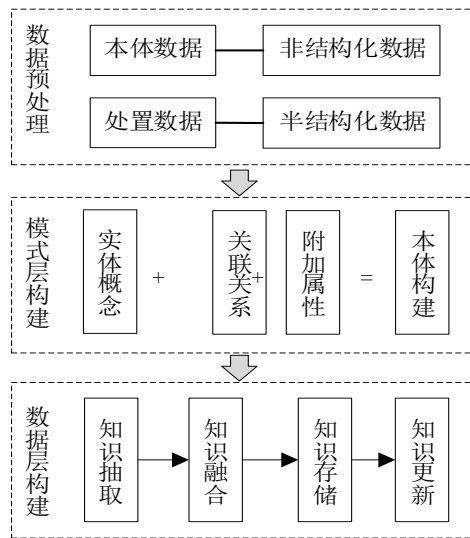 数据预处理
本体数据
非结构化数据
处置数据
半结构化数据
模式层构建
实体概念
+
关联关系
+
附加属性
=
本体构建
数据层构建
知识抽取
知识融合
知识存储
知识更新